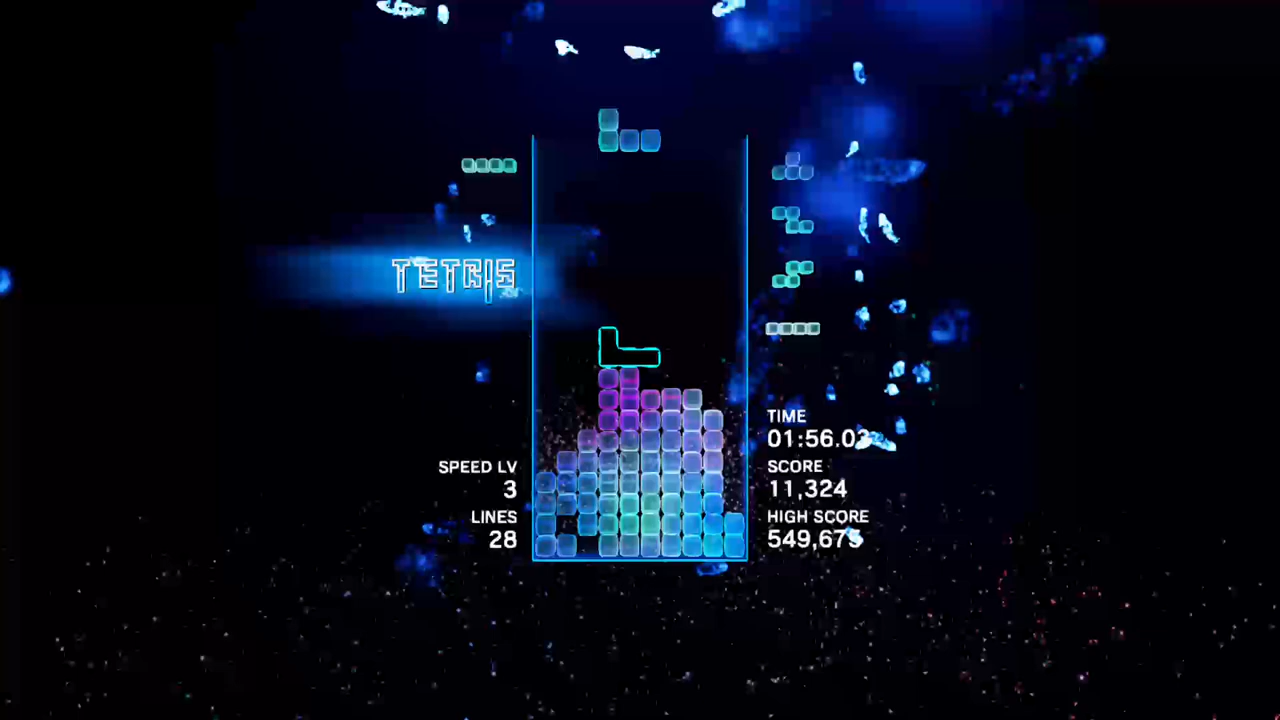 TETRIS
SPEED LV
3
LINES
28
TIME
01:56.03
SCORE
11,324
HIGH SCORE
549,675